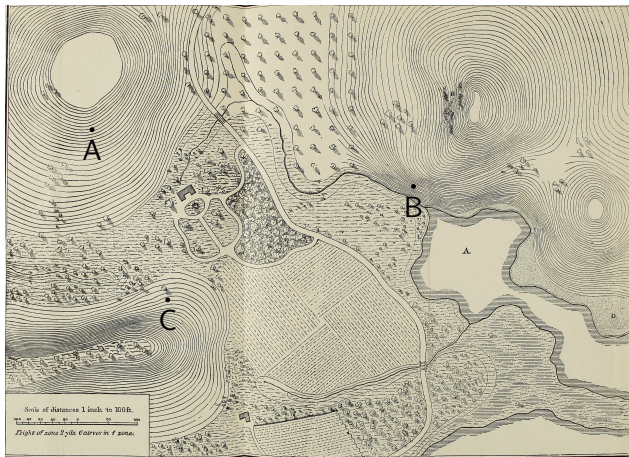 A
B
A.
D.
C
Scale of distances 1 inch. to 100ft.
Height of zone 2 yds. 6 curves in 1 zone.